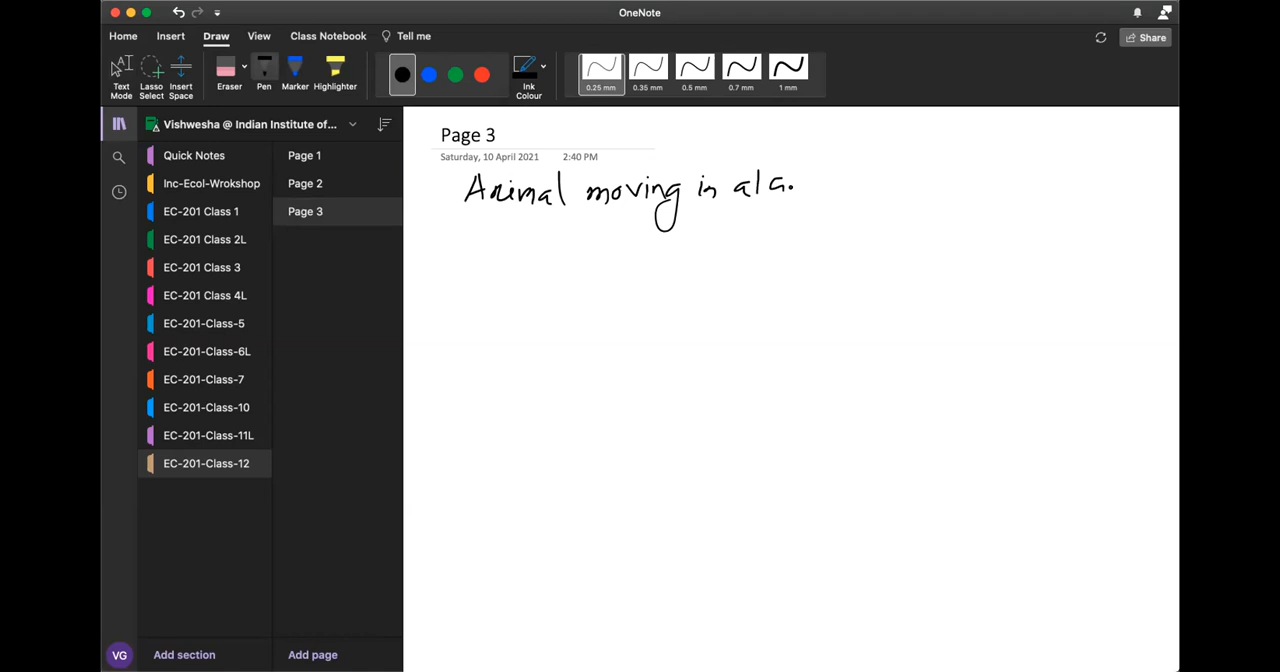 OneNote
Home Insert Draw View Class Notebook Tell me
Share
Text Mode
Lasso Select
Insert Space
Eraser
Pen
Marker
Highlighter
Ink Colour
0.25 mm 0.35 mm 0.5 mm 0.7 mm 1 mm
Vishwesha @ Indian Institute of...
Quick Notes
Inc-Ecol-Wrokshop
EC-201 Class 1
EC-201 Class 2L
EC-201 Class 3
EC-201 Class 4L
EC-201-Class-5
EC-201-Class-6L
EC-201-Class-7
EC-201-Class-10
EC-201-Class-11L
EC-201-Class-12
Page 1
Page 2
Page 3
Page 3
Saturday, 10 April 2021 2:40 PM
Animal moving in a
VG
Add section
Add page